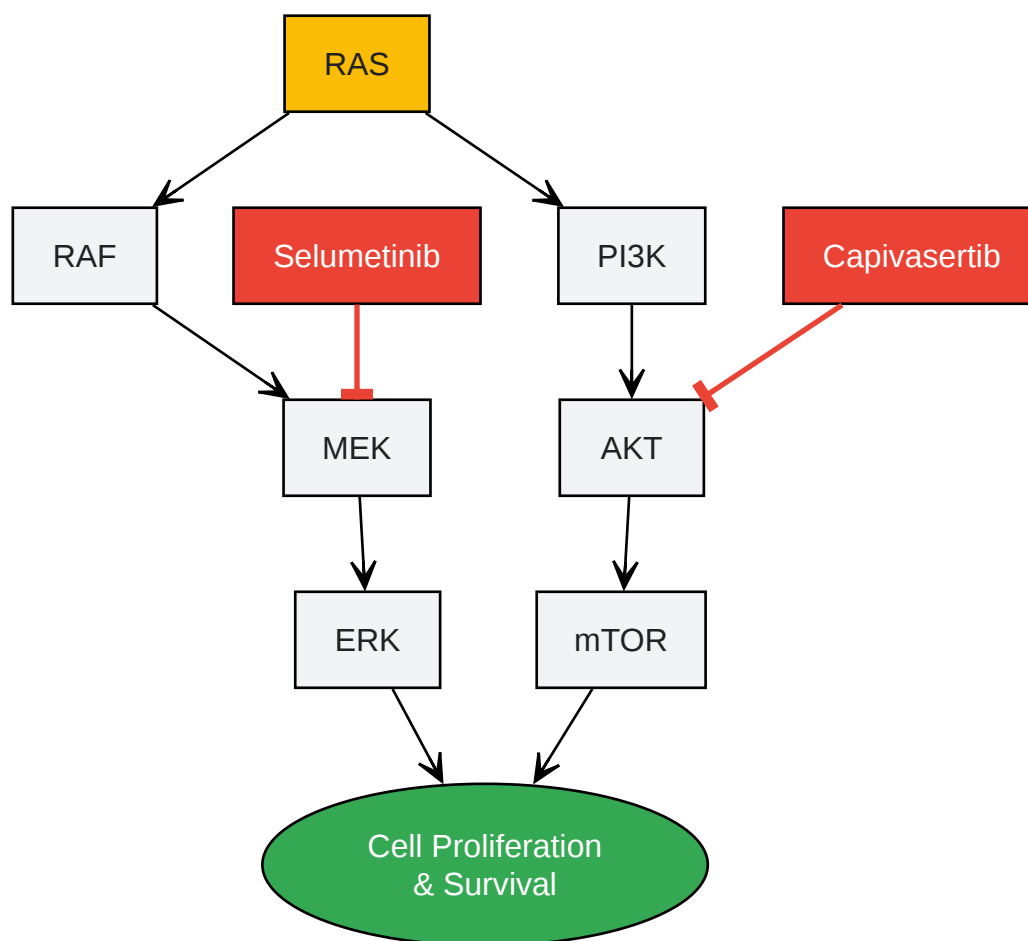 RAS
RAF
Selumetinib
PI3K
Capivasertib
MEK
AKT
ERK
mTOR
Cell Proliferation
& Survival